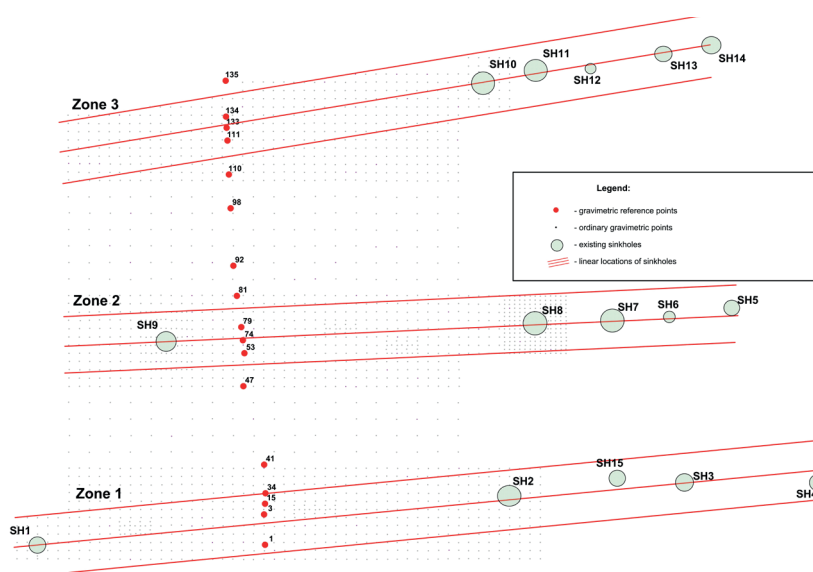 SH14
SH11
SH10
SH13
SH12
135
Zone 3
134
133
111
110
98
Legend:
- gravimetric reference points
- ordinary gravimetric points
- existing sinkholes
- linear locations of sinkholes
92
81
Zone 2
SH9
79
74
53
47
SH8
SH7
SH6
SH5
41
Zone 1
34
15
3
1
SH1
SH2
SH15
SH3
SH4